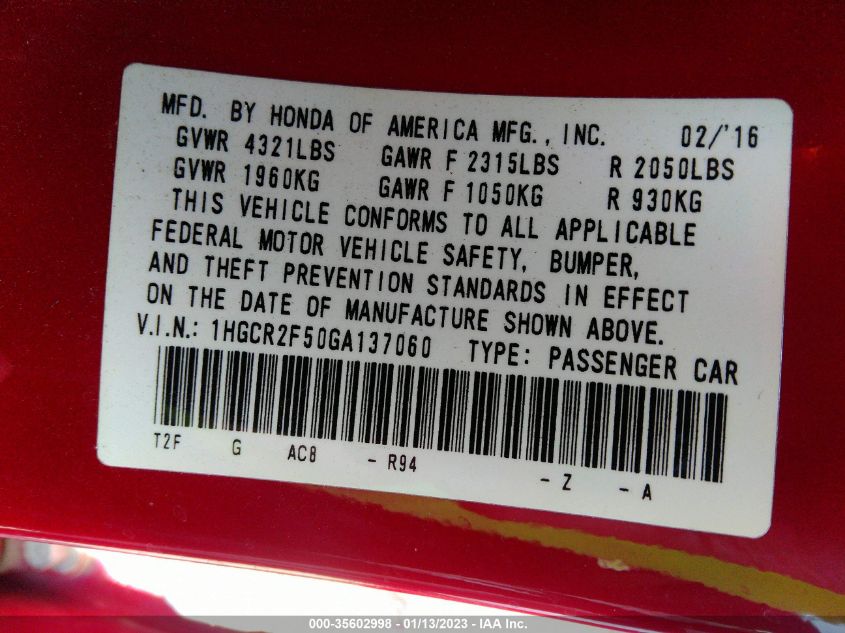 MFD. BY HONDA OF AMERICA MFG., INC. 02/'16
GVWR 4321LBS GAWR F 2315LBS R 2050LBS
GVWR 1960KG GAWR F 1050KG R 930KG
THIS VEHICLE CONFORMS TO ALL APPLICABLE
FEDERAL MOTOR VEHICLE SAFETY, BUMPER,
AND THEFT PREVENTION STANDARDS IN EFFECT
ON THE DATE OF MANUFACTURE SHOWN ABOVE.
V.I.N.: 1HGCR2F50GA137060 TYPE: PASSENGER CAR
T2F G AC8 - R94 - Z - A
000-35602998 - 01/13/2023 - IAA Inc.